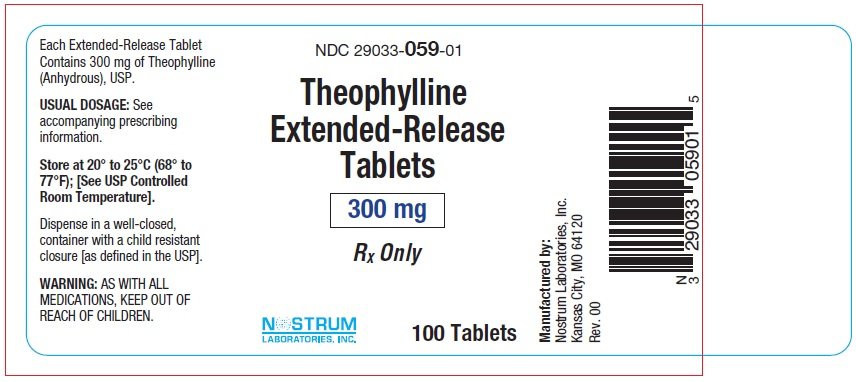 Each Extended-Release Tablet
Contains 300 mg of Theophylline
(Anhydrous), USP.
USUAL DOSAGE: See
accompanying prescribing
information.
Store at 20° to 25°C (68° to
77°F); [See USP Controlled
Room Temperature].
Dispense in a well-closed,
container with a child resistant
closure [as defined in the USP].
WARNING: AS WITH ALL
MEDICATIONS, KEEP OUT OF
REACH OF CHILDREN.
NDC 29033-059-01
Theophylline
Extended-Release
Tablets
300 mg
Rx Only
NOSTRUM
LABORATORIES, INC.
100 Tablets
Manufactured by:
Nostrum Laboratories, Inc.
Kansas City, MO 64120
Rev. 00
N
3 29033 05901 5